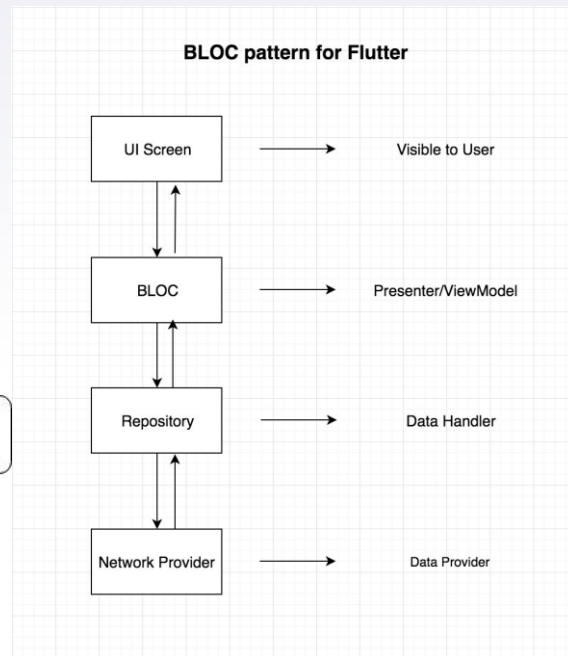 BLOC pattern for Flutter
UI Screen
Visible to User
BLOC
Presenter/ViewModel
Repository
Data Handler
Network Provider
Data Provider